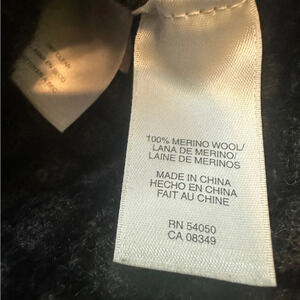 100% MERINO WOOL/
LANA DE MERINO/
LAINE DE MERINOS
MADE IN CHINA
HECHO EN CHINA
FAIT AU CHINE
RN 54050
CA 08349